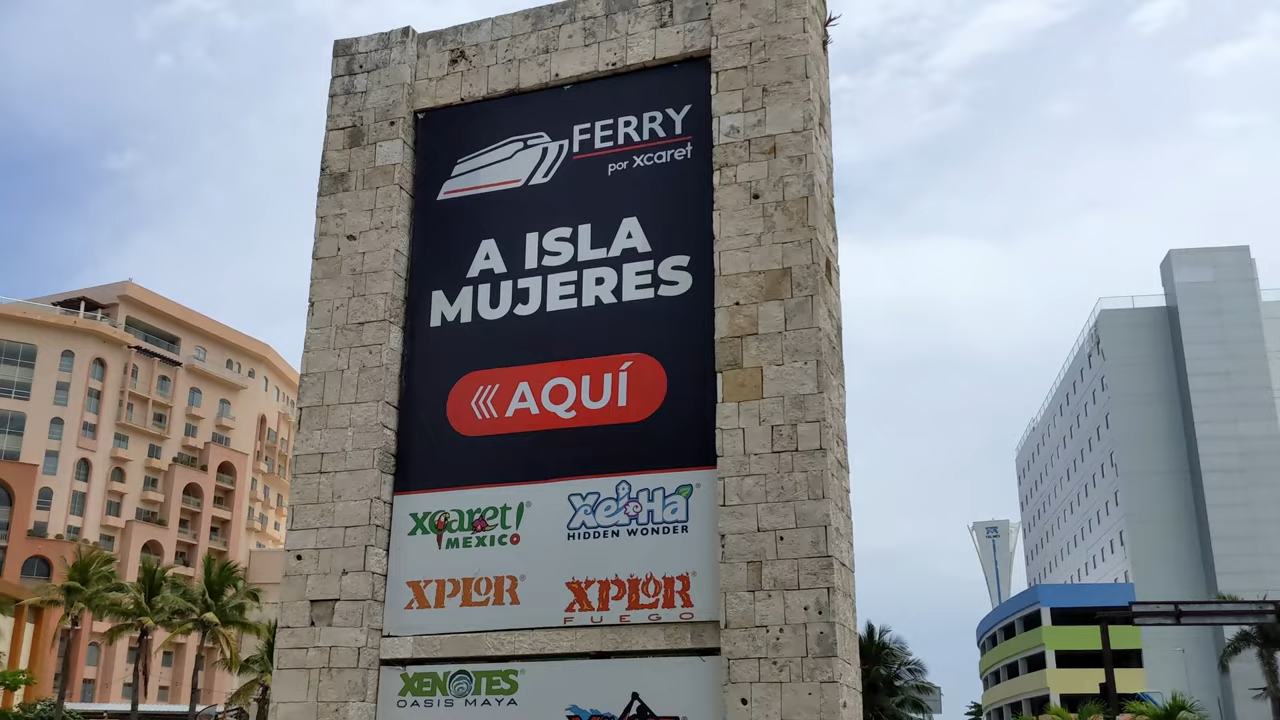 FERRY
por xcaret
A ISLA
MUJERES
AQUÍ
xcaret!
MÉXICO
Xel-Há
HIDDEN WONDER
XPLOR
XPLOR
FUEGO
XENOTES
OASIS MAYA